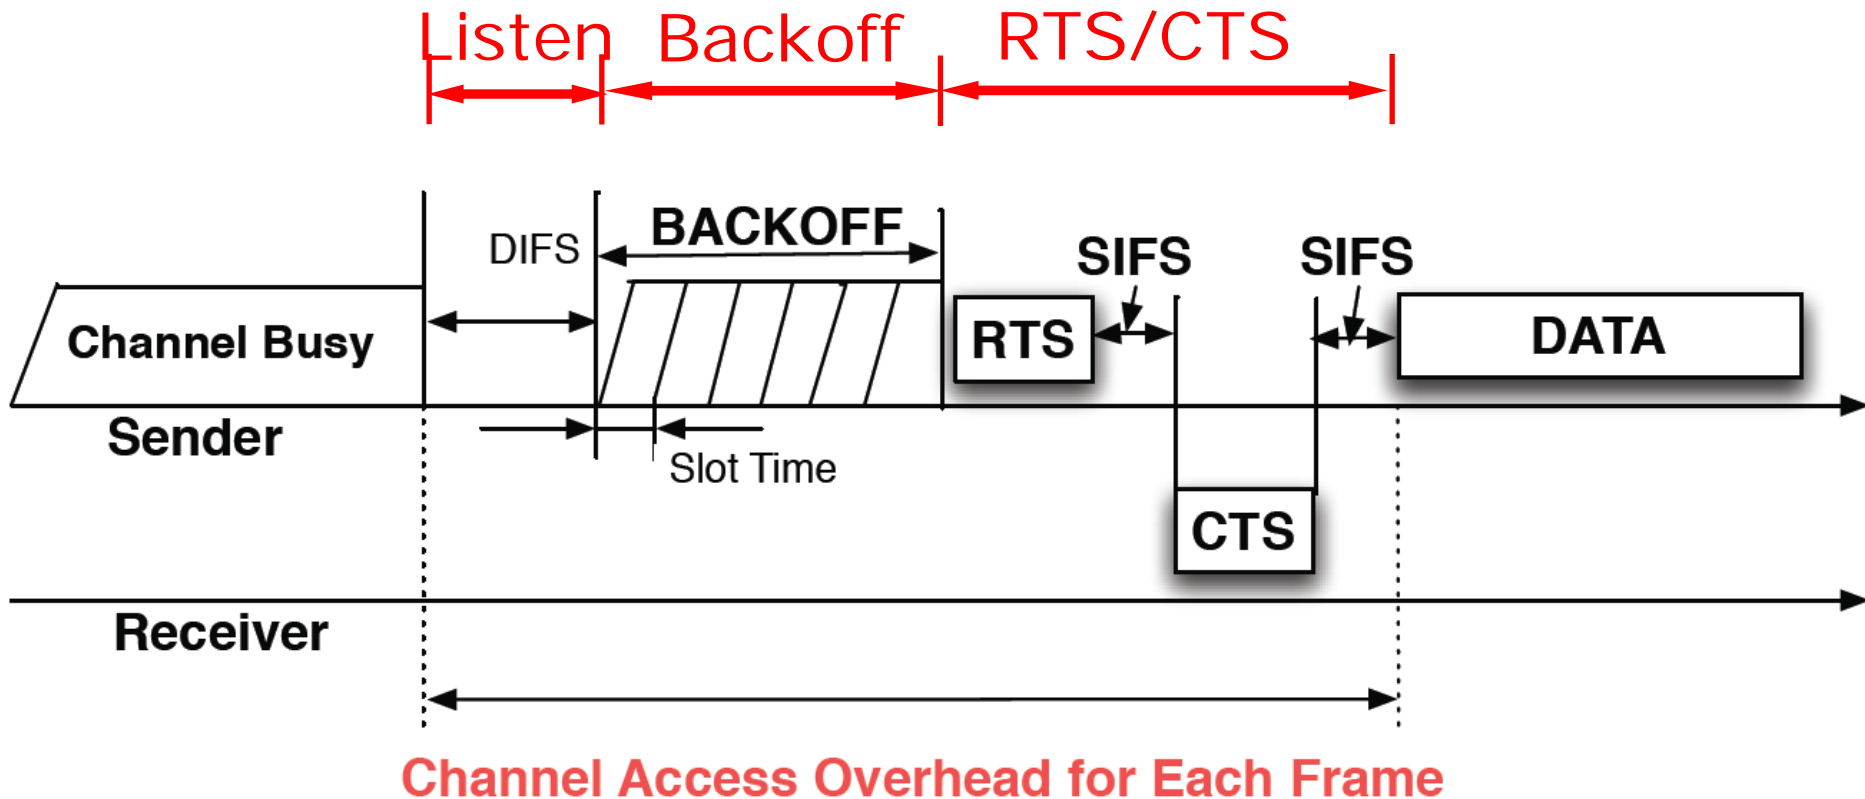 Listen Backoff RTS/CTS
DIFS BACKOFF SIFS SIFS
Channel Busy RTS DATA
Sender
Slot Time
CTS
Receiver
Channel Access Overhead for Each Frame